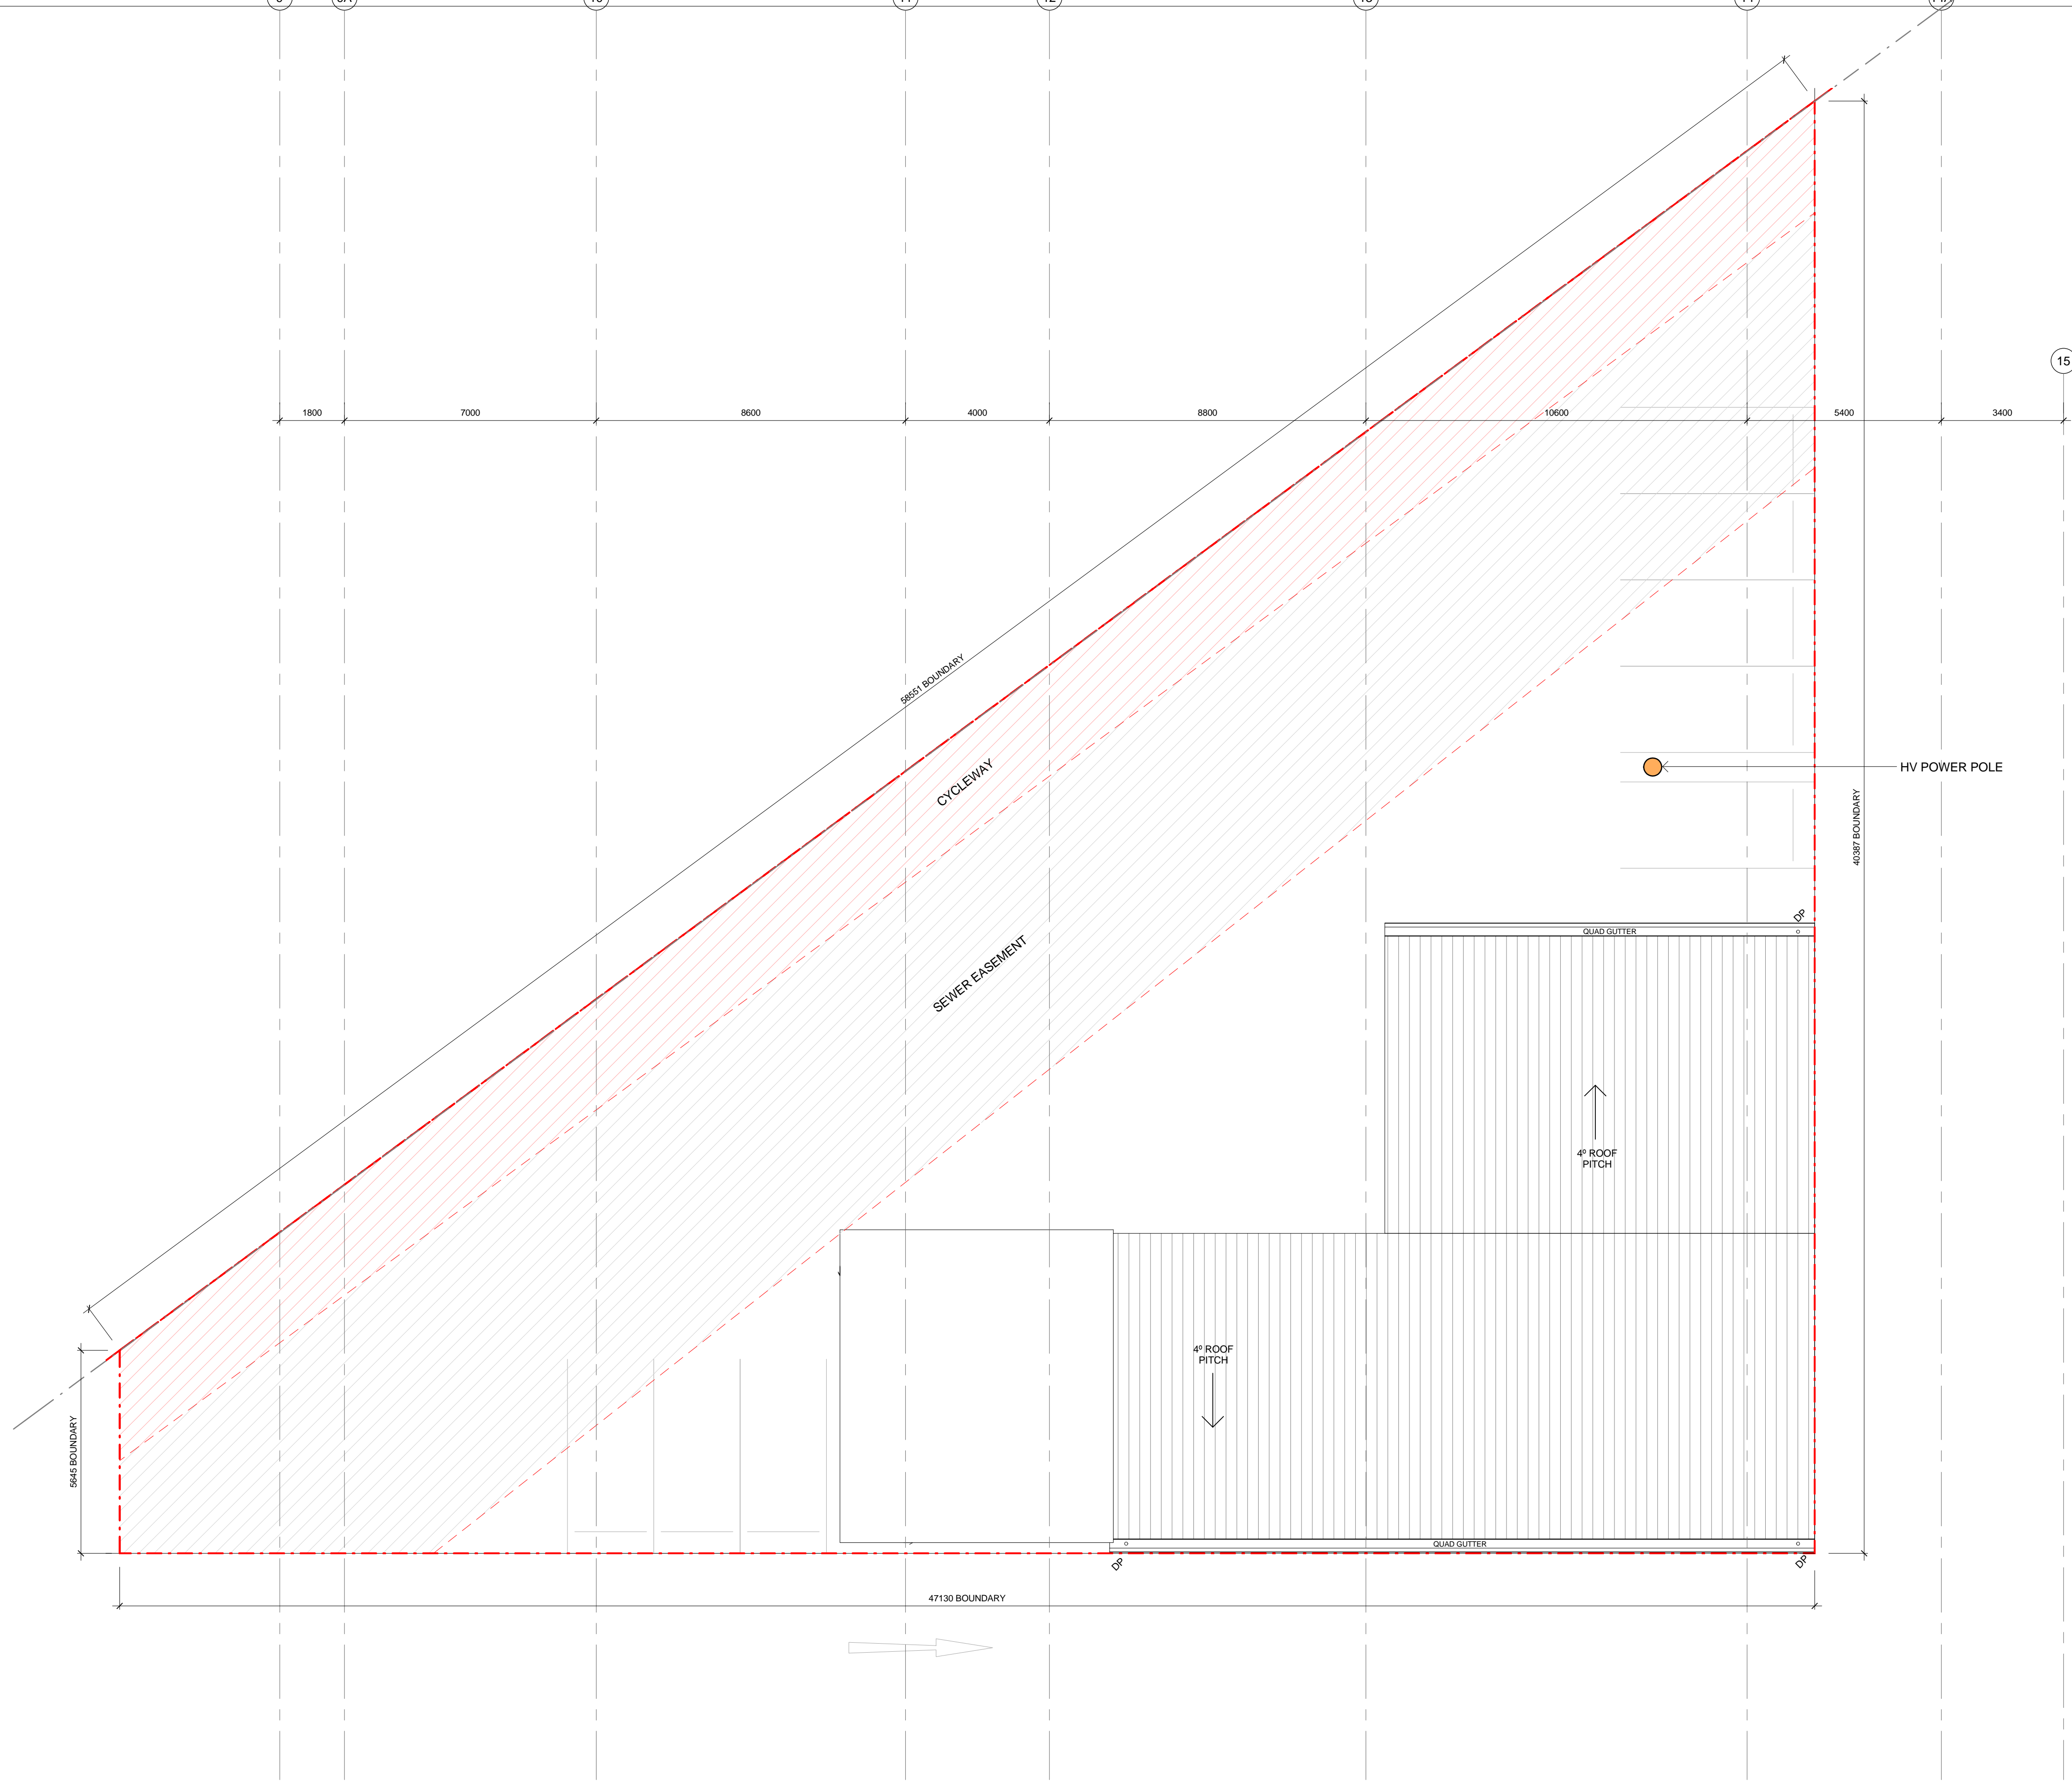 15
1800
7000
8600
4000
8800
10600
5400
3400
58551 BOUNDARY
CYCLEWAY
HV POWER POLE
40387 BOUNDARY
DP
QUAD GUTTER
SEWER EASEMENT
4º ROOF
PITCH
4º ROOF
PITCH
5645 BOUNDARY
QUAD GUTTER
DP
DP
47130 BOUNDARY